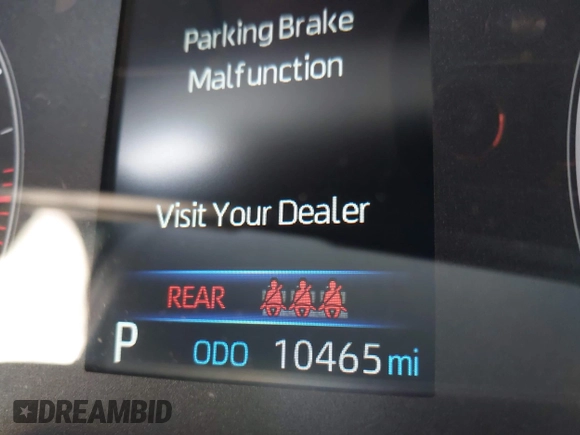 Parking Brake
Malfunction
Visit Your Dealer
REAR
P ODO 10465 mi
DREAMBID